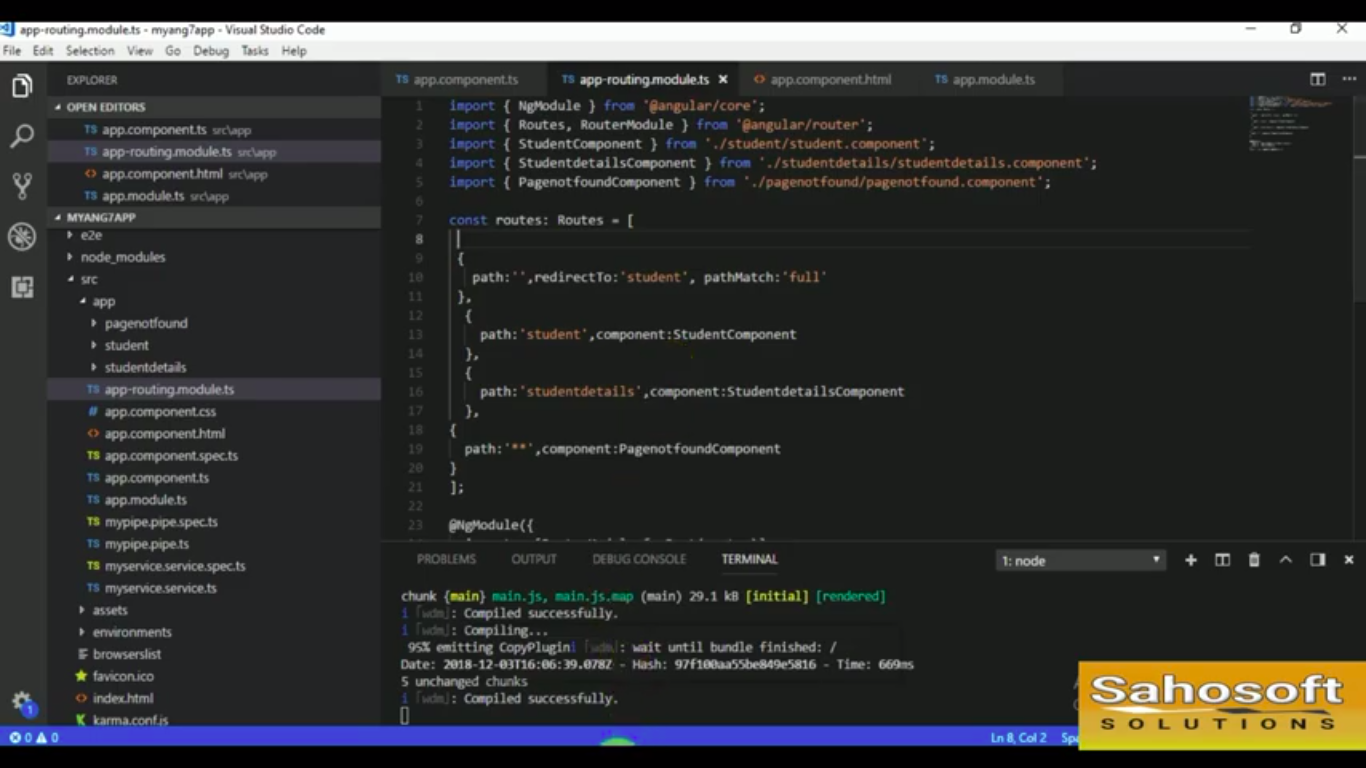 app-routing.module.ts - myang7app - Visual Studio Code
File Edit Selection View Go Debug Tasks Help
EXPLORER
OPEN EDITORS
TS app.component.ts src\app
TS app-routing.module.ts src\app
<> app.component.html src\app
TS app.module.ts src\app
MYANG7APP
e2e
node_modules
src
app
pagenotfound
student
studentdetails
TS app-routing.module.ts
# app.component.css
<> app.component.html
TS app.component.spec.ts
TS app.component.ts
TS app.module.ts
TS mypipe.pipe.spec.ts
TS mypipe.pipe.ts
TS myservice.service.spec.ts
TS myservice.service.ts
assets
environments
browserslist
favicon.ico
<> index.html
karma.conf.js
TS app.component.ts TS app-routing.module.ts × <> app.component.html TS app.module.ts
1 import { NgModule } from '@angular/core';
2 import { Routes, RouterModule } from '@angular/router';
3 import { StudentComponent } from './student/student.component';
4 import { StudentdetailsComponent } from './studentdetails/studentdetails.component';
5 import { PagenotfoundComponent } from './pagenotfound/pagenotfound.component';
6
7 const routes: Routes = [
8
9 {
10 path:'',redirectTo:'student', pathMatch:'full'
11 },
12 {
13 path:'student',component:StudentComponent
14 },
15 {
16 path:'studentdetails',component:StudentdetailsComponent
17 },
18 {
19 path:'**',component:PagenotfoundComponent
20 }
21 ];
22
23 @NgModule({
PROBLEMS OUTPUT DEBUG CONSOLE TERMINAL 1: node
chunk {main} main.js, main.js.map (main) 29.1 kB [initial] [rendered]
i ｢wdm｣: Compiled successfully.
i ｢wdm｣: Compiling...
95% emitting CopyPlugini ｢wdm｣: wait until bundle finished: /
Date: 2018-12-03T16:06:39.078Z - Hash: 97f100aa55be849e5816 - Time: 669ms
5 unchanged chunks
i ｢wdm｣: Compiled successfully.
1
0 0 Ln 8, Col 2
Sahosoft
SOLUTIONS